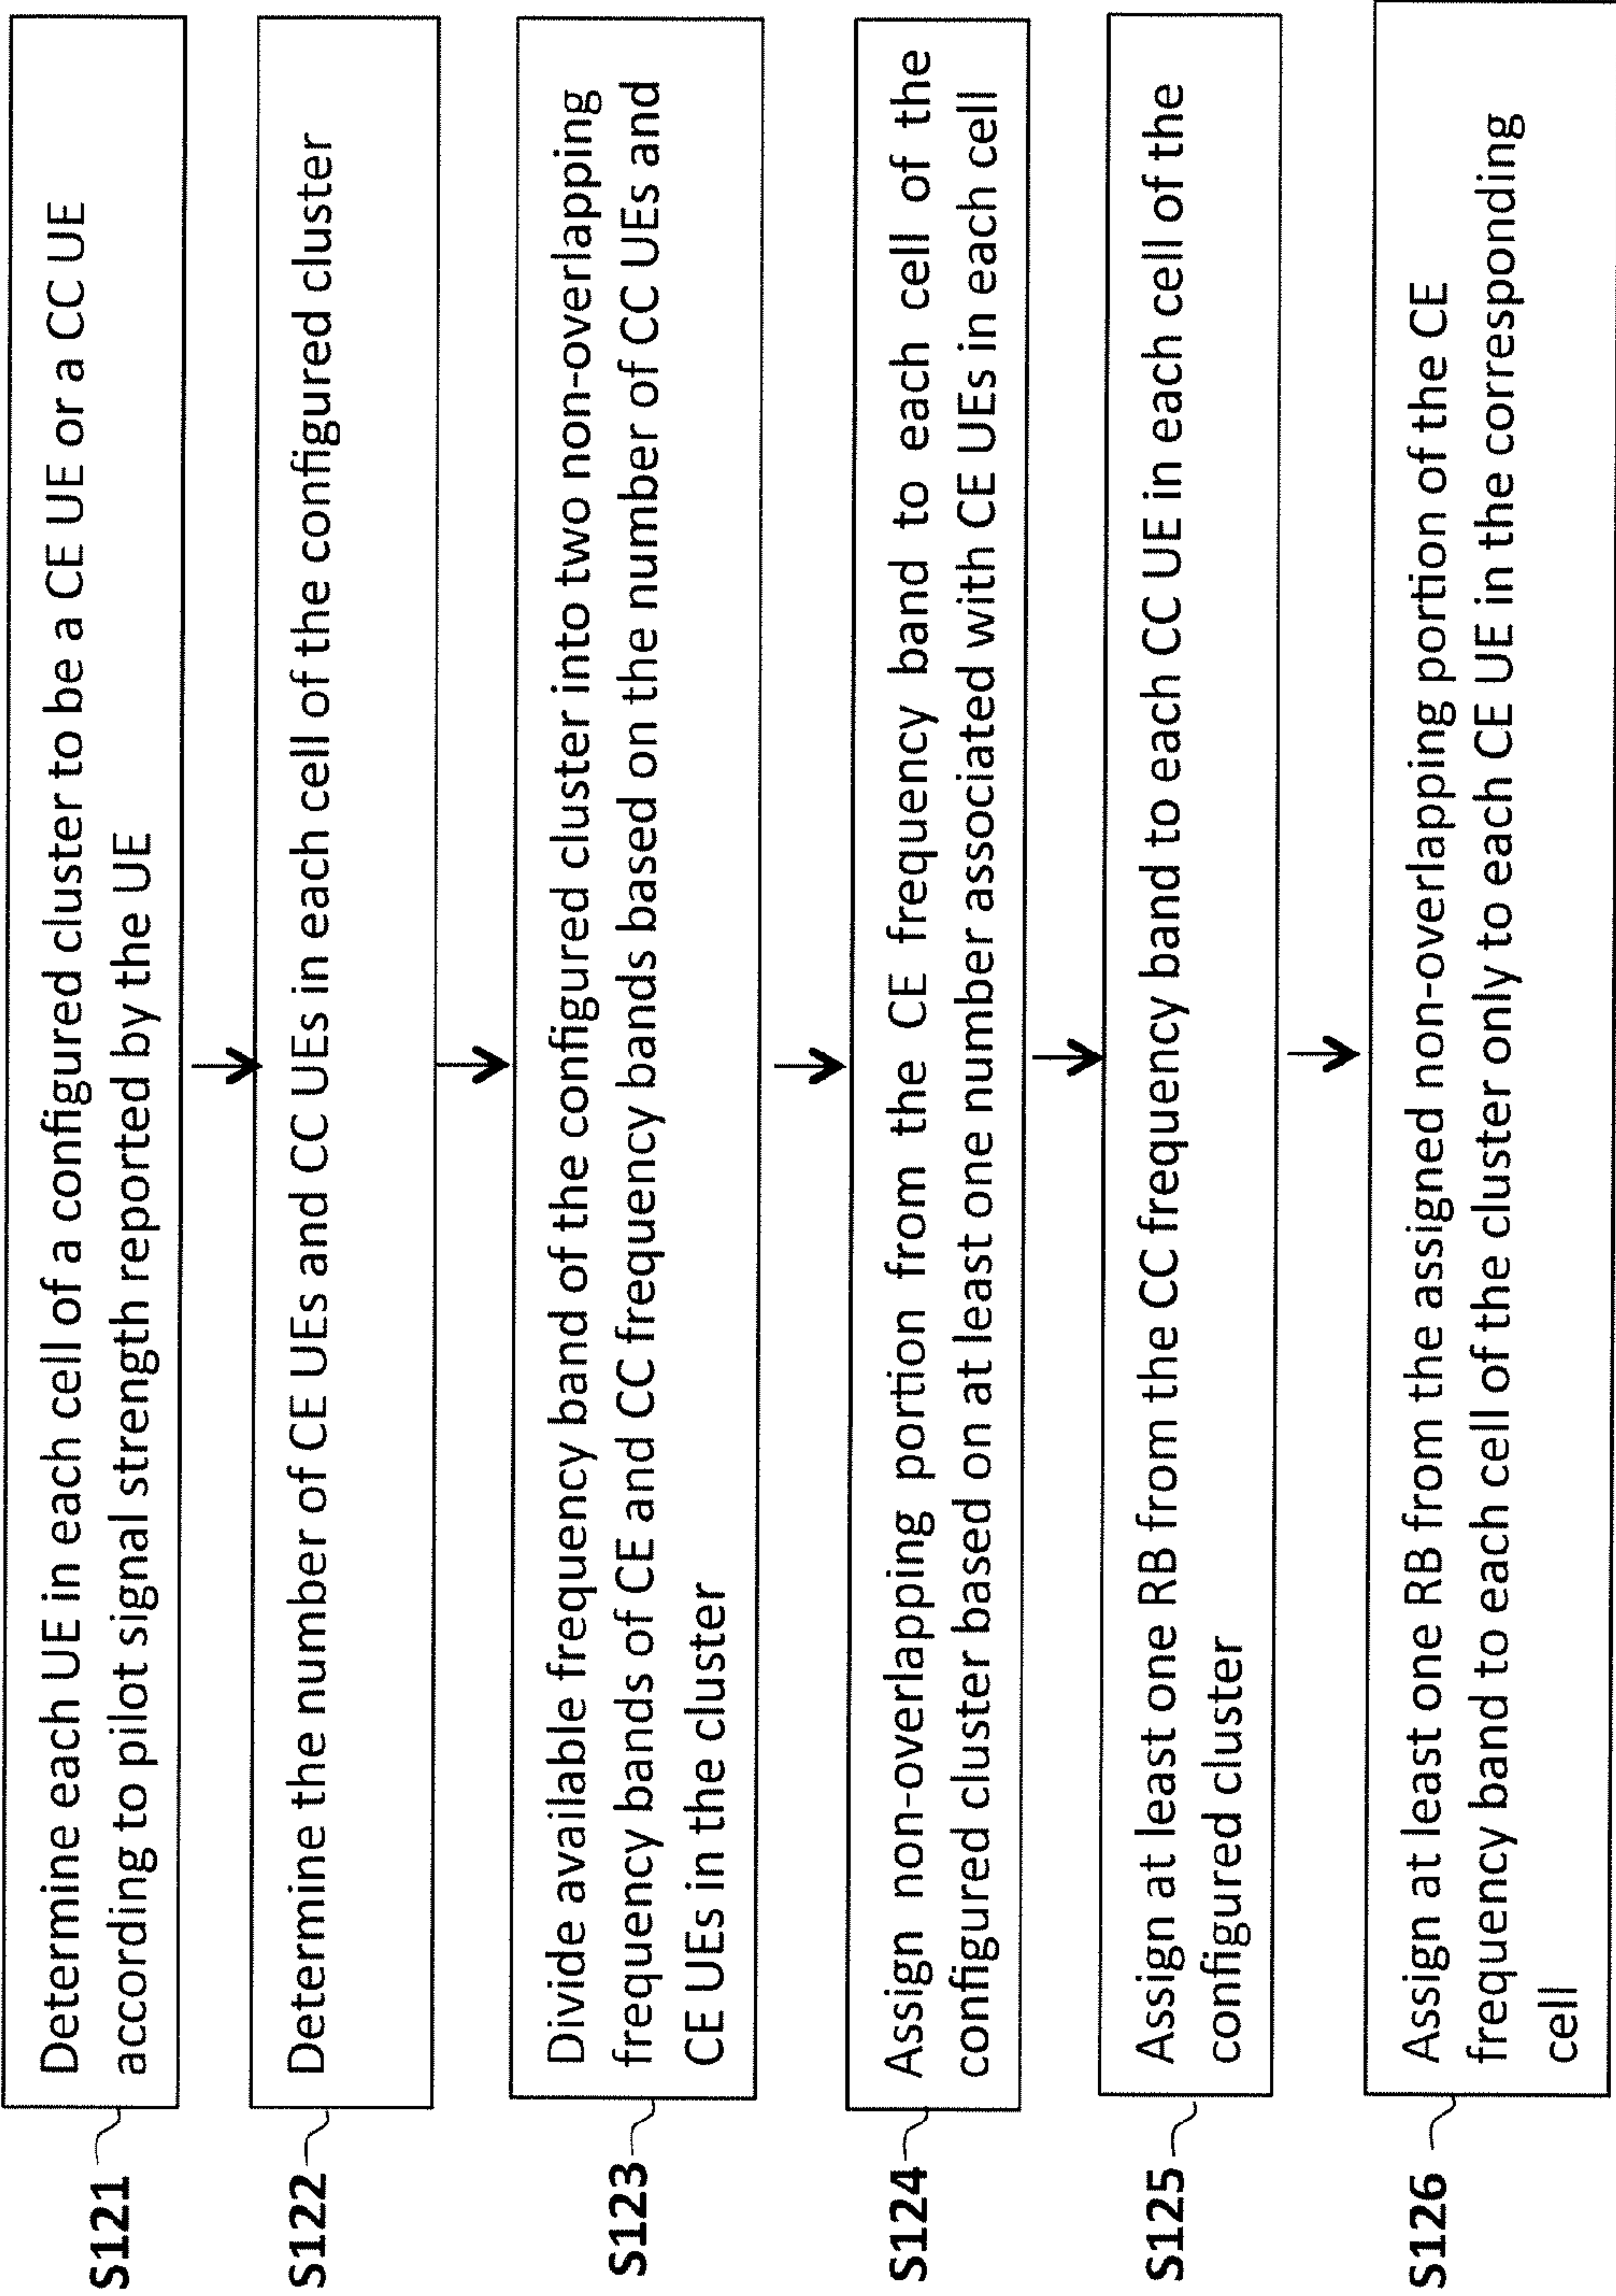 S121
Determine each UE in each cell of a configured cluster to be a CE UE or a CC UE
according to pilot signal strength reported by the UE
S122
Determine the number of CE UEs and CC UEs in each cell of the configured cluster
S123
Divide available frequency band of the configured cluster into two non-overlapping
frequency bands of CE and CC frequency bands based on the number of CC UEs and
CE UEs in the cluster
S124
Assign non-overlapping portion from the CE frequency band to each cell of the
configured cluster based on at least one number associated with CE UEs in each cell
S125
Assign at least one RB from the CC frequency band to each CC UE in each cell of the
configured cluster
S126
Assign at least one RB from the assigned non-overlapping portion of the CE
frequency band to each cell of the cluster only to each CE UE in the corresponding
cell